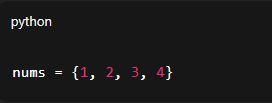 python
nums = {1, 2, 3, 4}